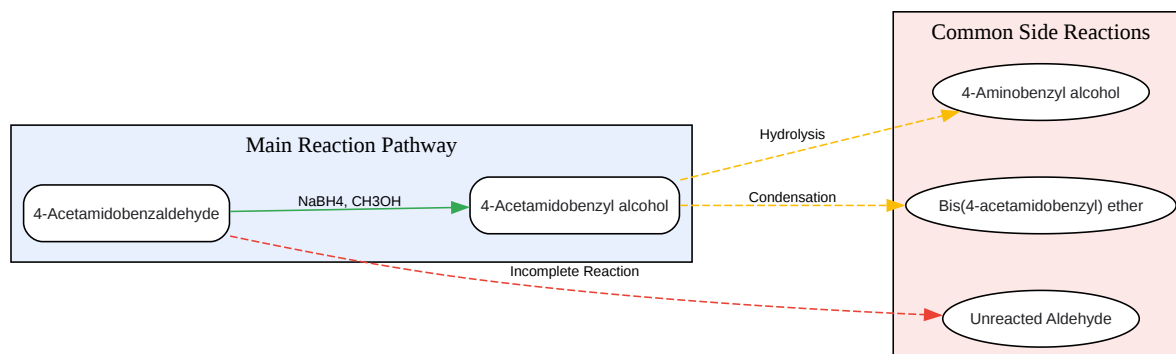 Common Side Reactions
4-Aminobenzyl alcohol
Hydrolysis
Main Reaction Pathway
4-Acetamidobenzaldehyde
NaBH4, CH3OH
4-Acetamidobenzyl alcohol
Condensation
Bis(4-acetamidobenzyl) ether
Incomplete Reaction
Unreacted Aldehyde